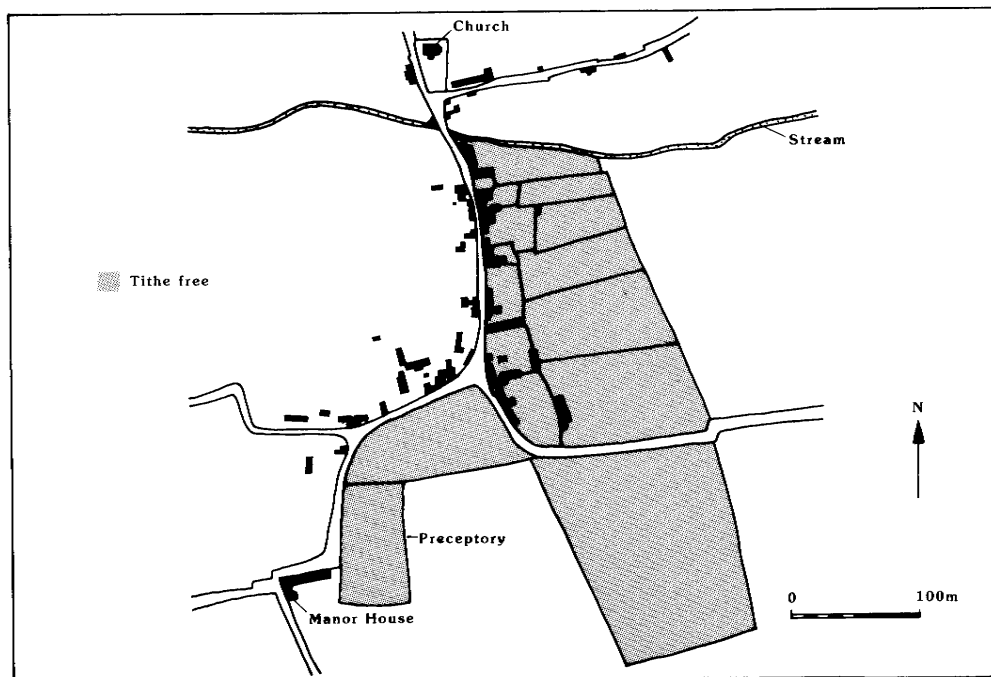 Church
Stream
Tithe free
N
Preceptory
0 100m
Manor House